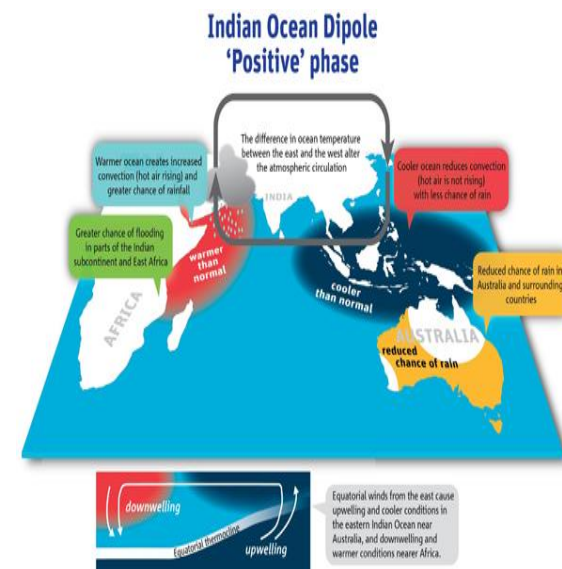 Indian Ocean Dipole
‘Positive’ phase
The difference in ocean temperature
between the east and the west alter
the atmospheric circulation
Warmer ocean creates increased
convection (hot air rising) and
greater chance of rainfall
Cooler ocean reduces convection
(hot air is not rising)
with less chance of rain
INDIA
Greater chance of flooding
in parts of the Indian
subcontinent and East Africa
warmer
than
normal
cooler
than normal
Reduced chance of rain in
Australia and surrounding
countries
AFRICA
AUSTRALIA
reduced
chance of rain
downwelling
Equatorial thermocline
upwelling
Equatorial winds from the east cause
upwelling and cooler conditions in
the eastern Indian Ocean near
Australia, and downwelling and
warmer conditions nearer Africa.